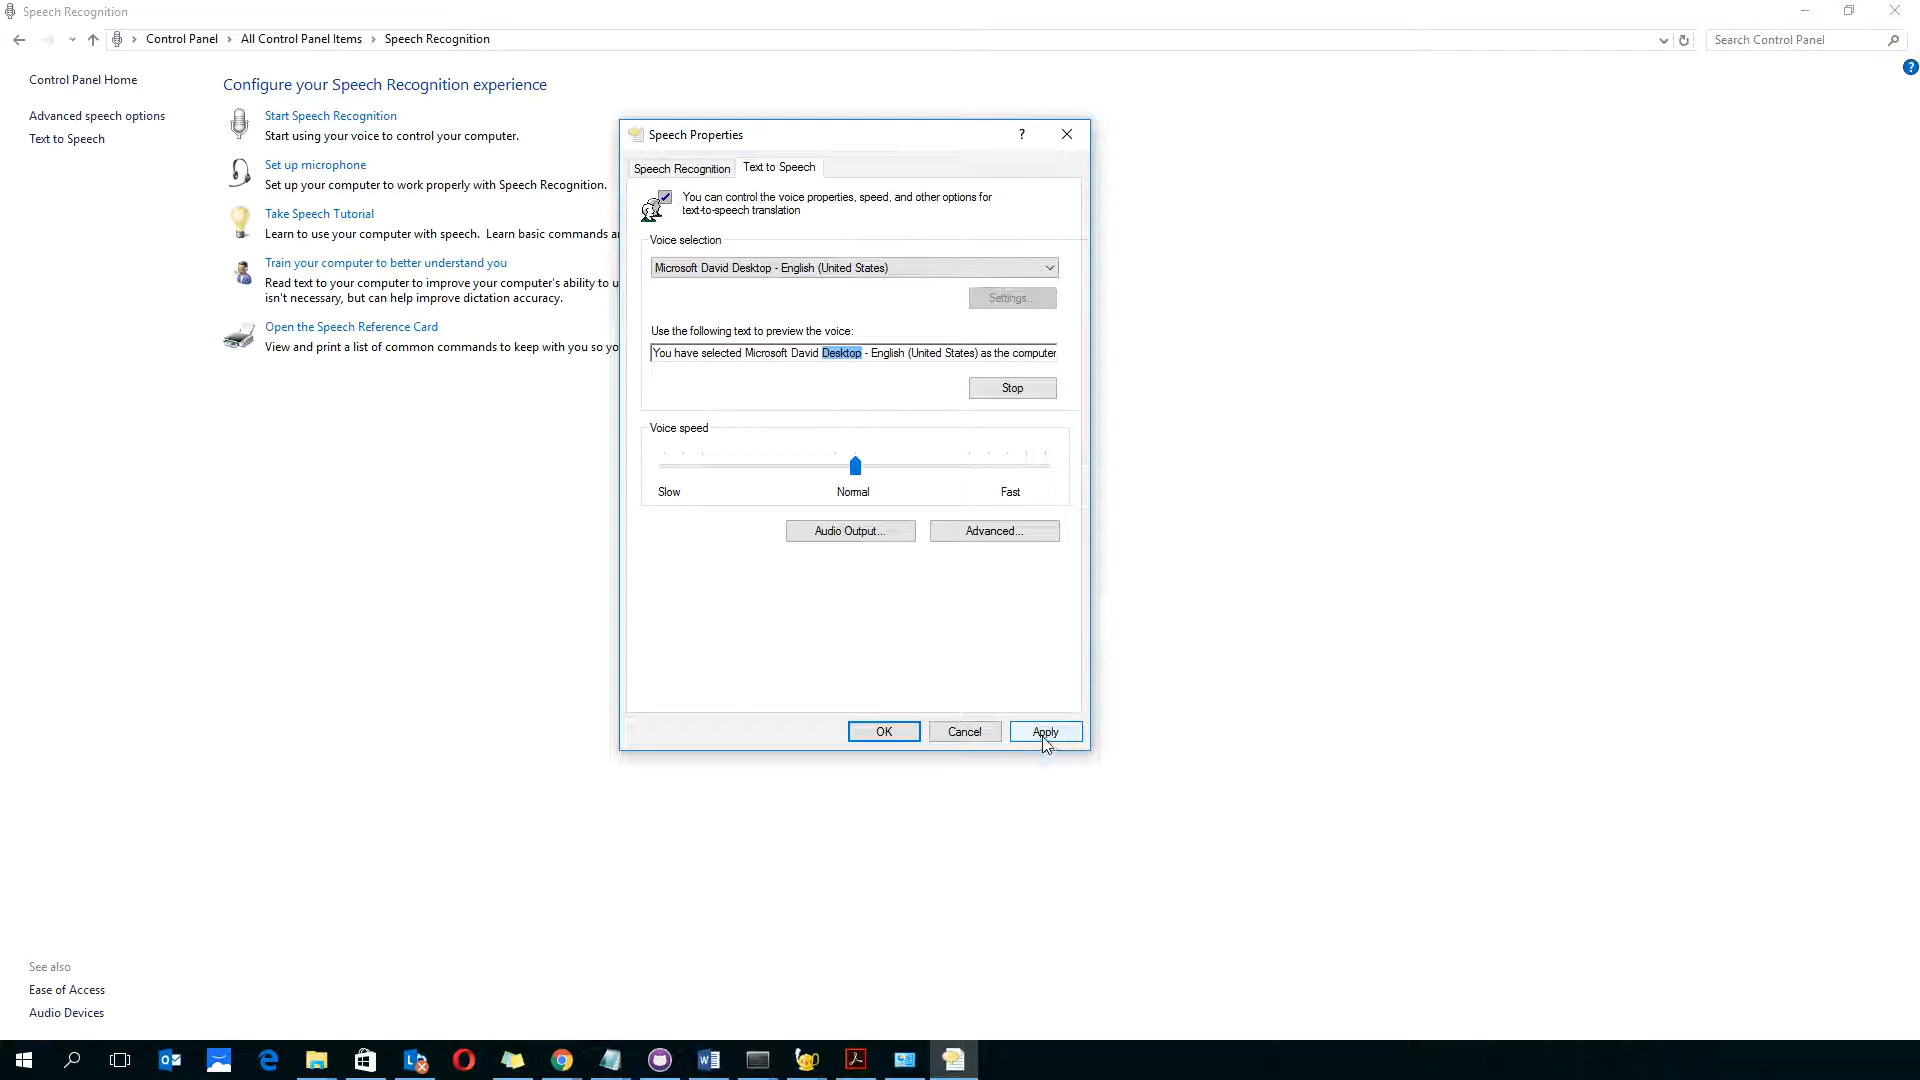 Speech Recognition
Control Panel > All Control Panel Items > Speech Recognition
Search Control Panel
?
Control Panel Home
Advanced speech options
Text to Speech
Configure your Speech Recognition experience
Start Speech Recognition
Start using your voice to control your computer.
Set up microphone
Set up your computer to work properly with Speech Recognition.
Take Speech Tutorial
Learn to use your computer with speech. Learn basic commands
Train your computer to better understand you
Read text to your computer to improve your computer's ability to
isn't necessary, but can help improve dictation accuracy.
Open the Speech Reference Card
View and print a list of common commands to keep with you so
Speech Properties
?
Speech Recognition
Text to Speech
You can control the voice properties, speed, and other options for
text-to-speech translation
Voice selection
Microsoft David Desktop - English (United States)
Settings...
Use the following text to preview the voice:
You have selected Microsoft David Desktop - English (United States) as the computer
Stop
Voice speed
Slow
Normal
Fast
Audio Output...
Advanced...
OK
Cancel
Apply
See also
Ease of Access
Audio Devices